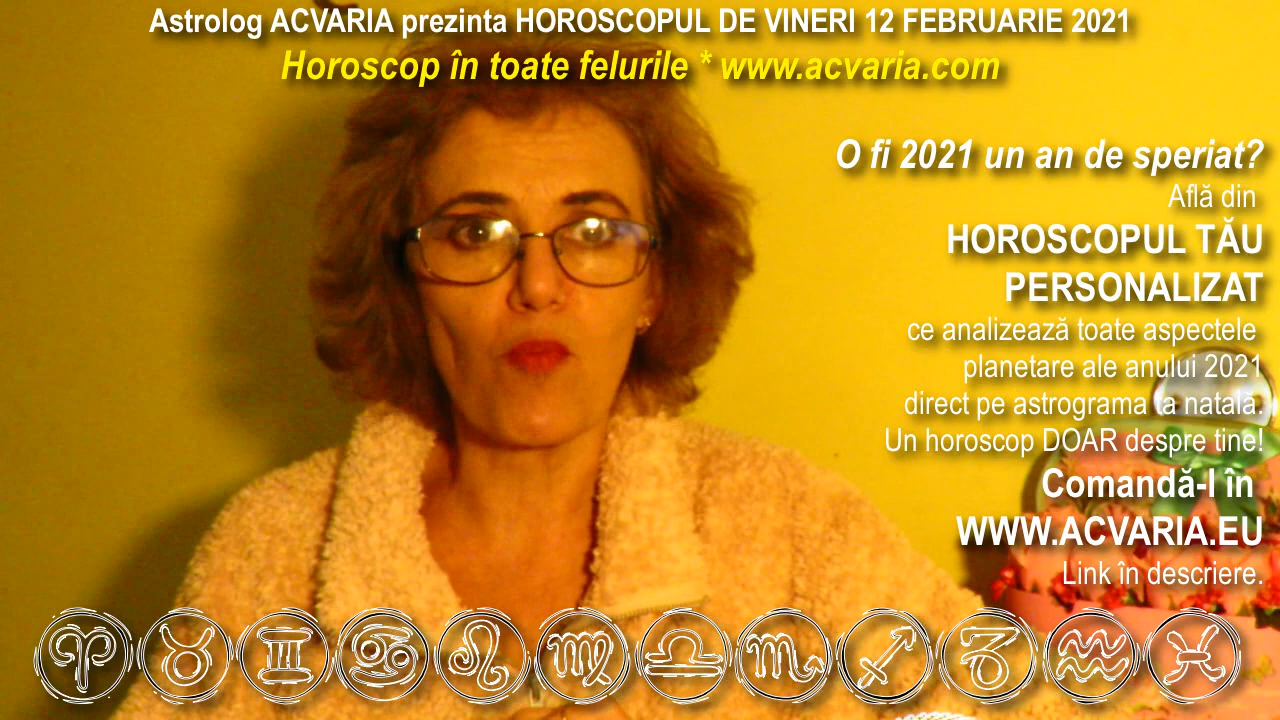 Astrolog ACVARIA prezinta HOROSCOPUL DE VINERI 12 FEBRUARIE 2021
Horoscop în toate felurile * www.acvaria.com
O fi 2021 un an de speriat?
Află din
HOROSCOPUL TĂU
PERSONALIZAT
ce analizează toate aspectele
planetare ale anului 2021
direct pe astrograma ta natală.
Un horoscop DOAR despre tine!
Comandă-l în
WWW.ACVARIA.EU
Link în descriere.